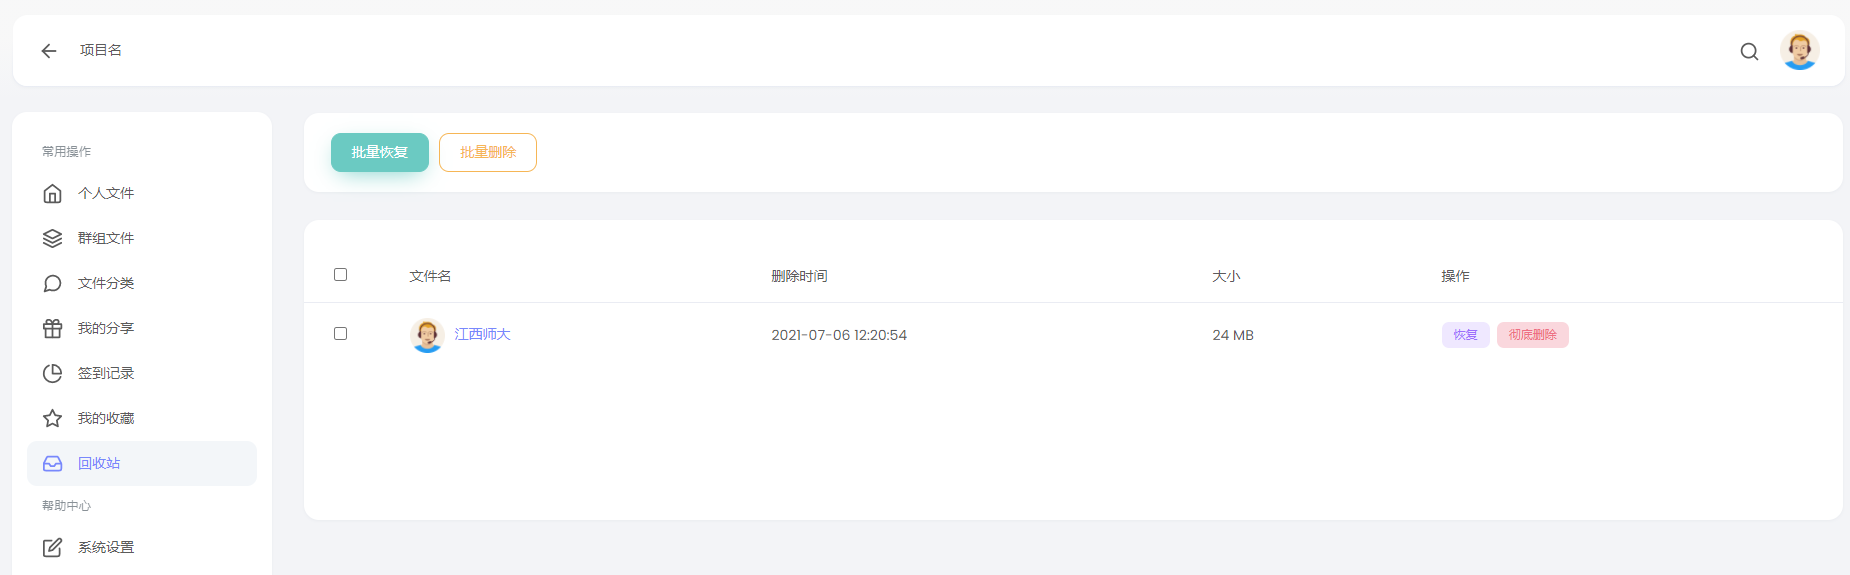 项目名
常用操作
个人文件
群组文件
文件分类
我的分享
签到记录
我的收藏
回收站
帮助中心
系统设置
批量恢复 批量删除
文件名 删除时间 大小 操作
江西师大 2021-07-06 12:20:54 24 MB 恢复 彻底删除